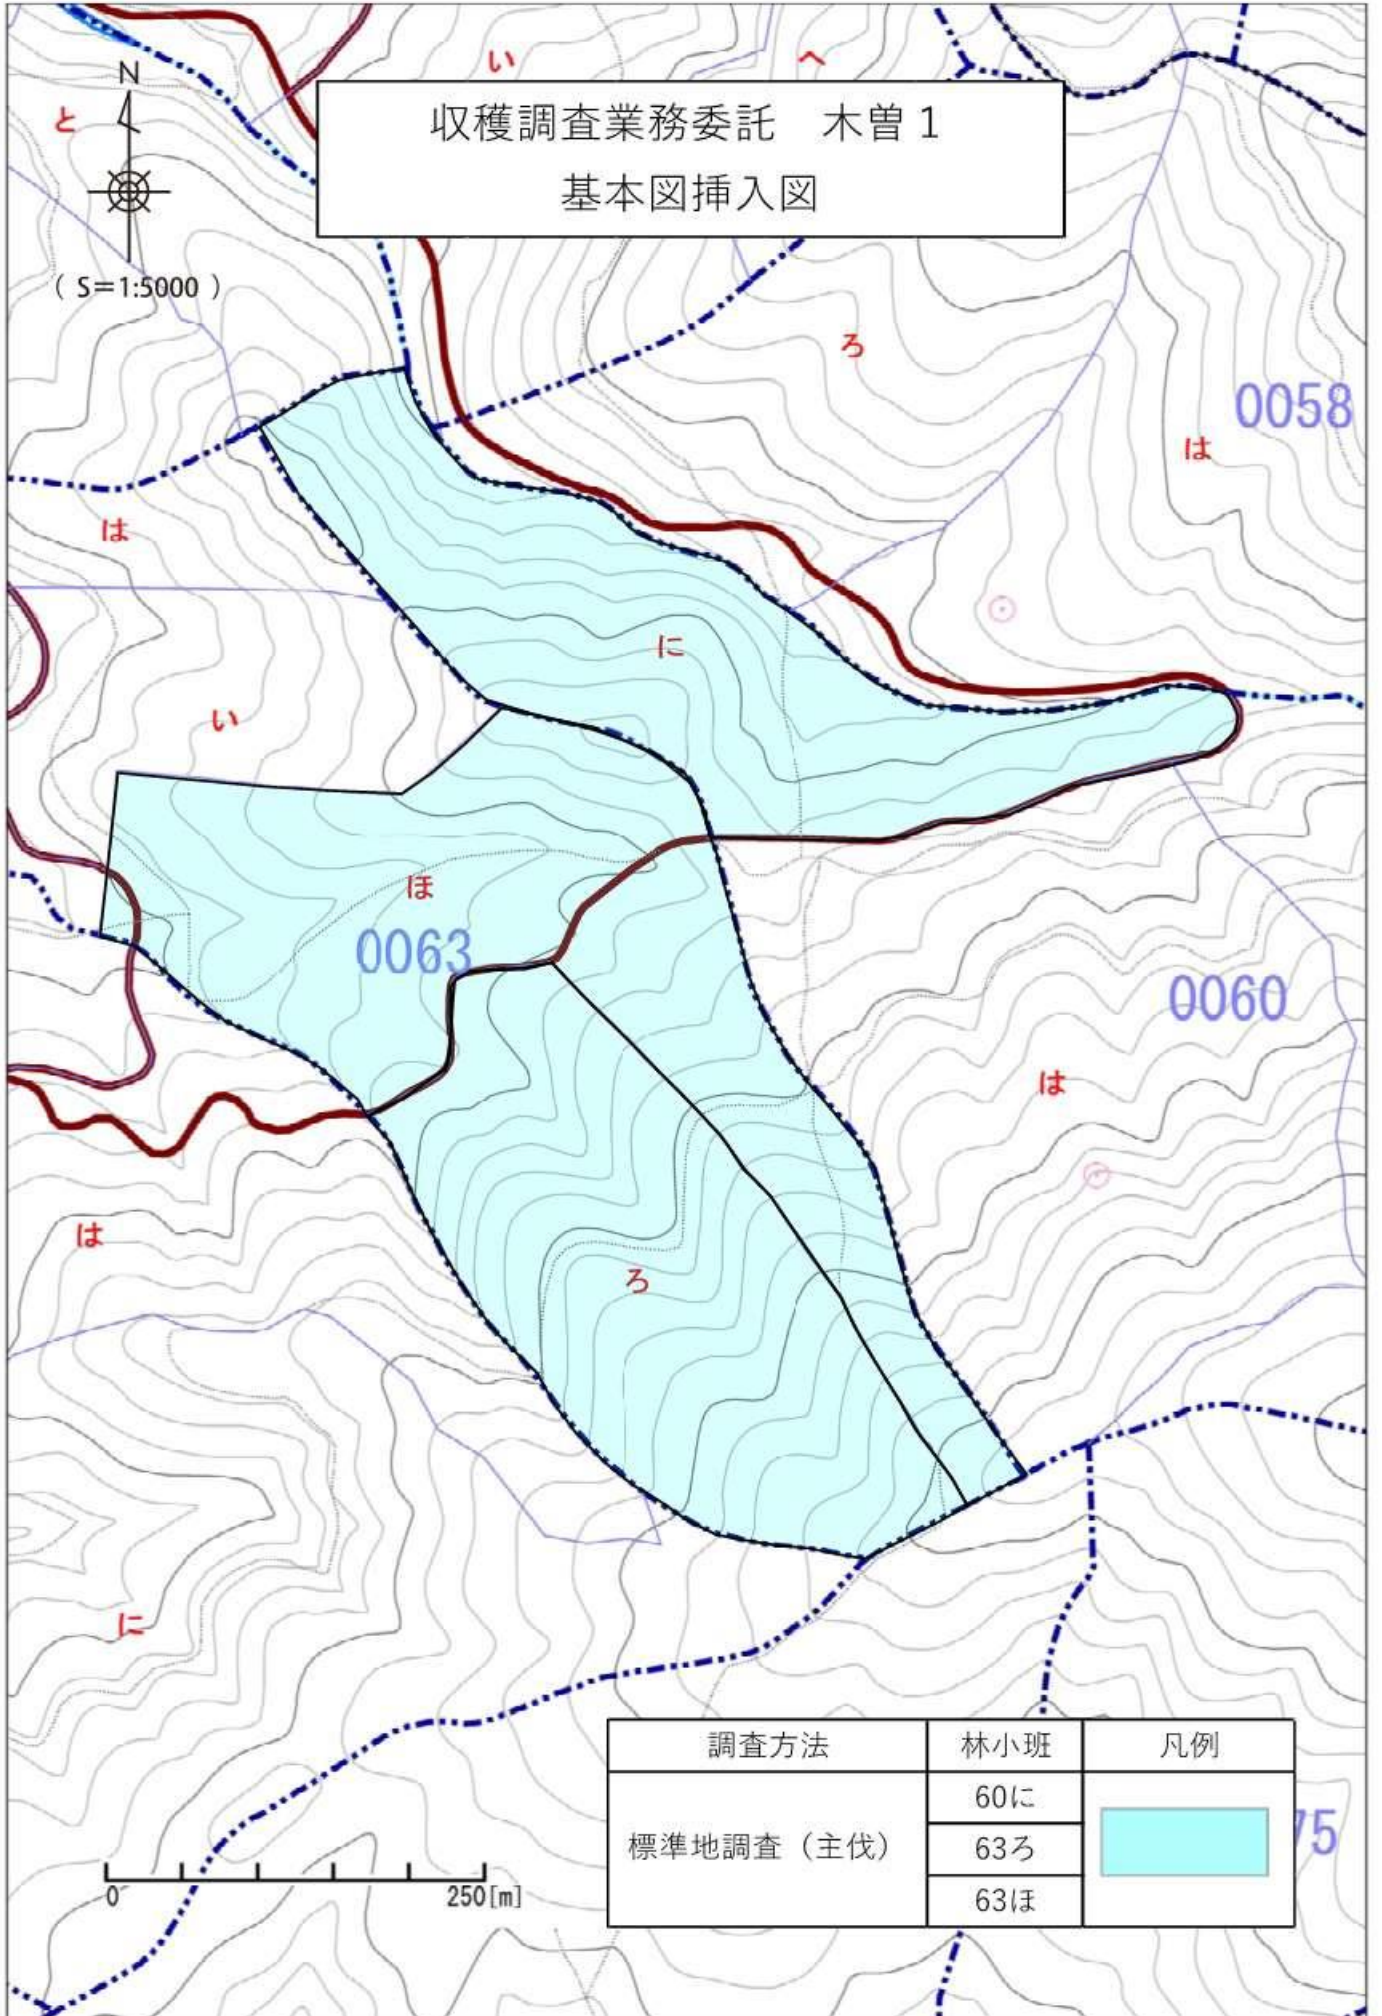 い
へ
N
と
収穫調査業務委託　木曽１
基本図挿入図
( S=1:5000 )
ろ
0058
は
は
に
い
ほ
0063
0060
は
は
ろ
に
調査方法
林小班
凡例
標準地調査（主伐）
60に
63ろ
63ほ
75
0
250[m]